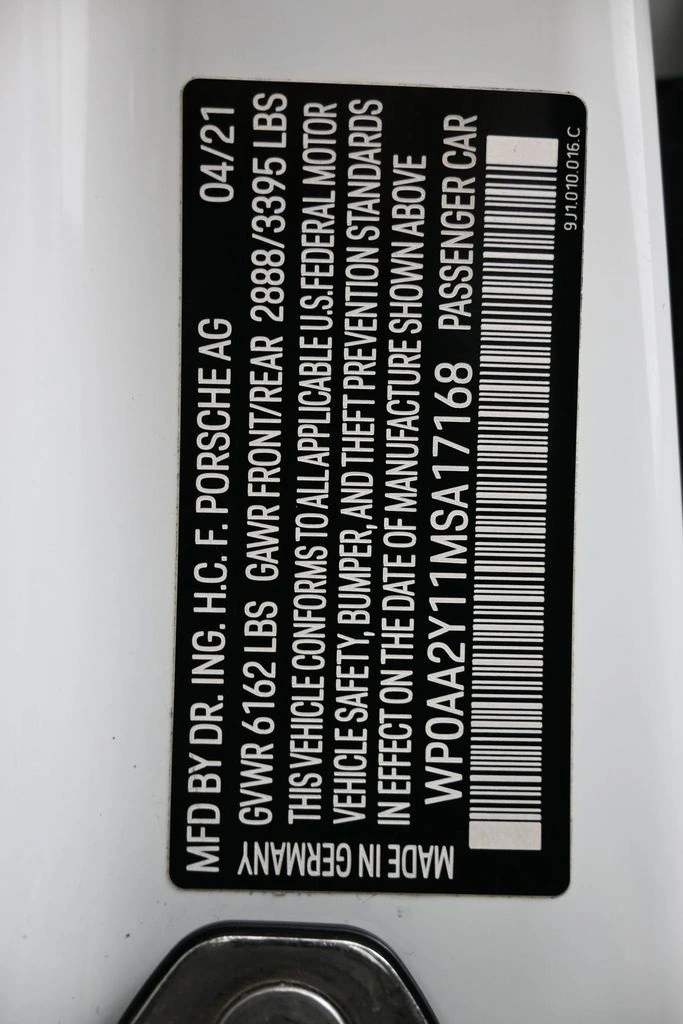 MFD BY DR. ING. H.C. F. PORSCHE AG 04/21
GVWR 6162 LBS GAWR FRONT/REAR 2888/3395 LBS
THIS VEHICLE CONFORMS TO ALL APPLICABLE U.S.FEDERAL MOTOR
VEHICLE SAFETY, BUMPER, AND THEFT PREVENTION STANDARDS
IN EFFECT ON THE DATE OF MANUFACTURE SHOWN ABOVE
WP0AA2Y11MSA17168 PASSENGER CAR
MADE IN GERMANY
9J1.010.016.C